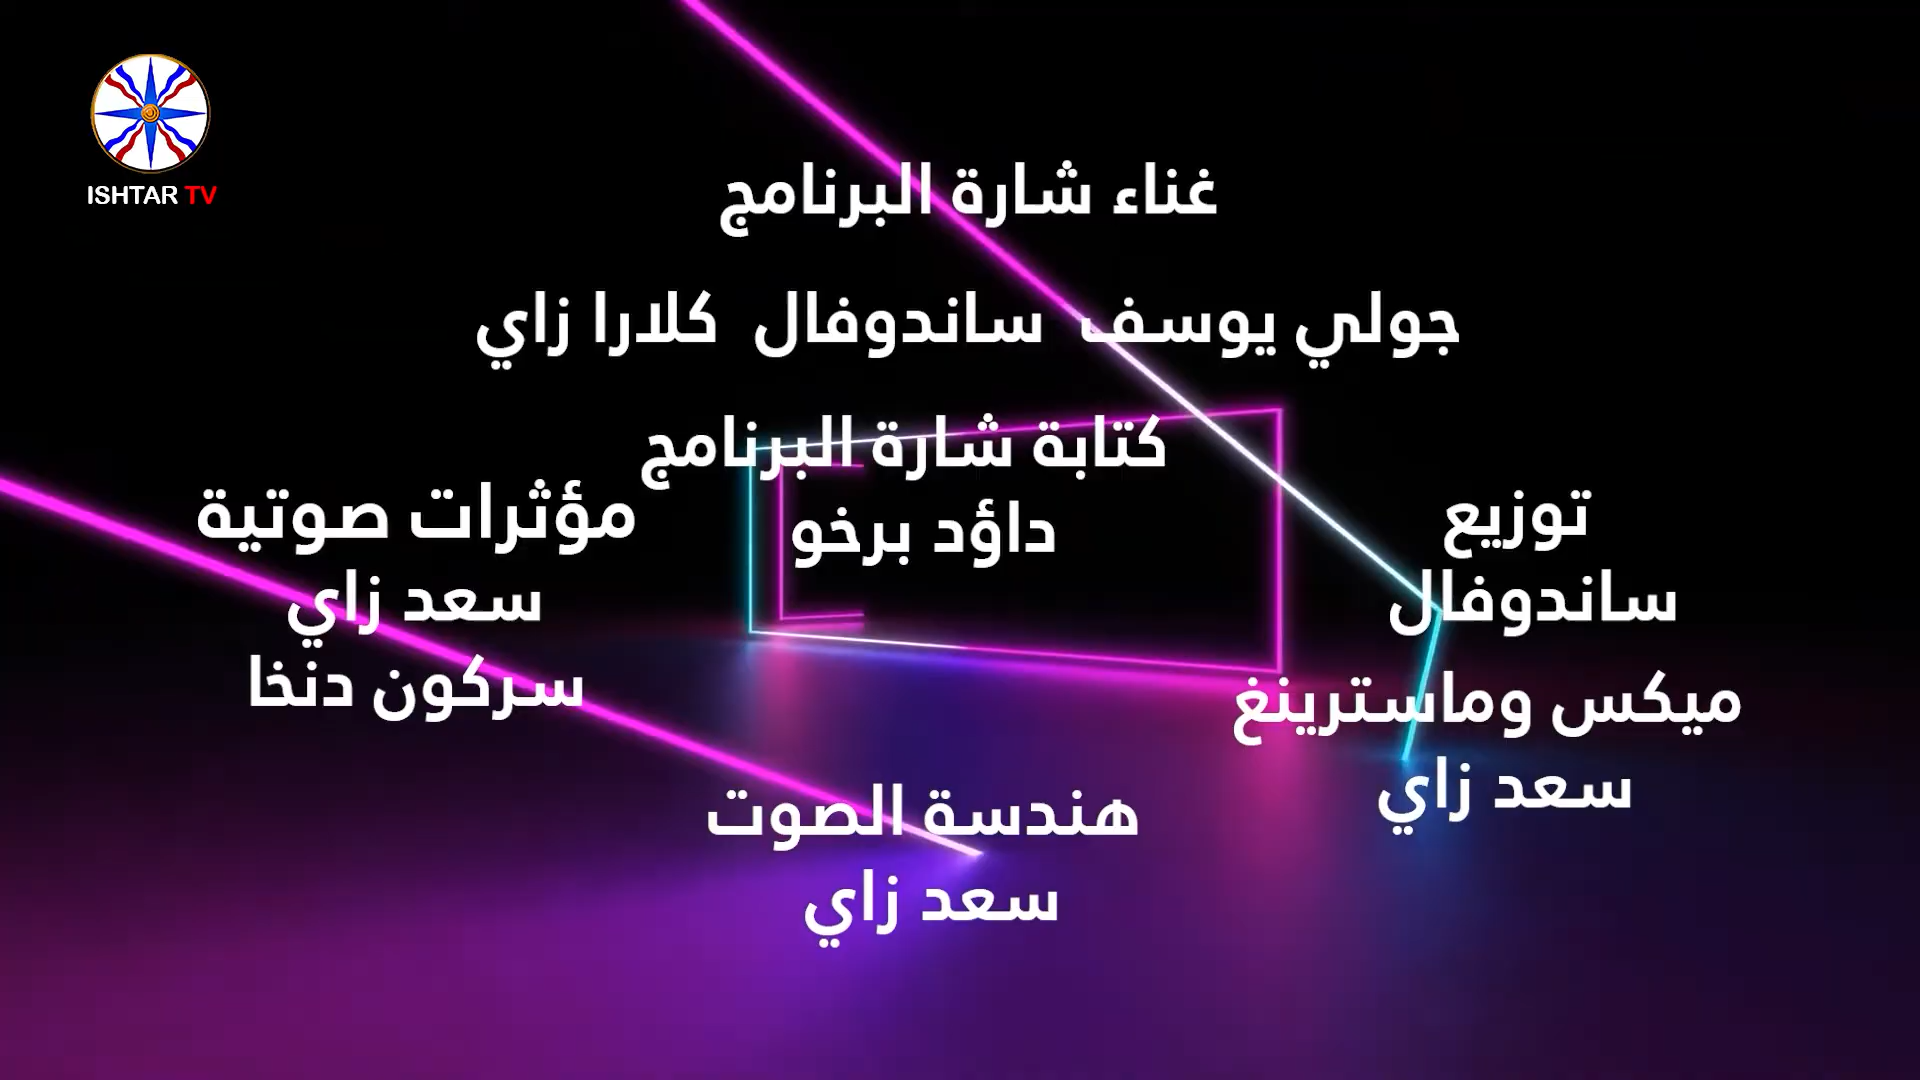 ISHTAR TV
غناء شارة البرنامج
جولي يوسف ساندوفال كلارا زاي
كتابة شارة البرنامج
داؤد برخو
توزيع
ساندوفال
ميكس وماسترينغ
سعد زاي
مؤثرات صوتية
سعد زاي
سركون دنخا
هندسة الصوت
سعد زاي